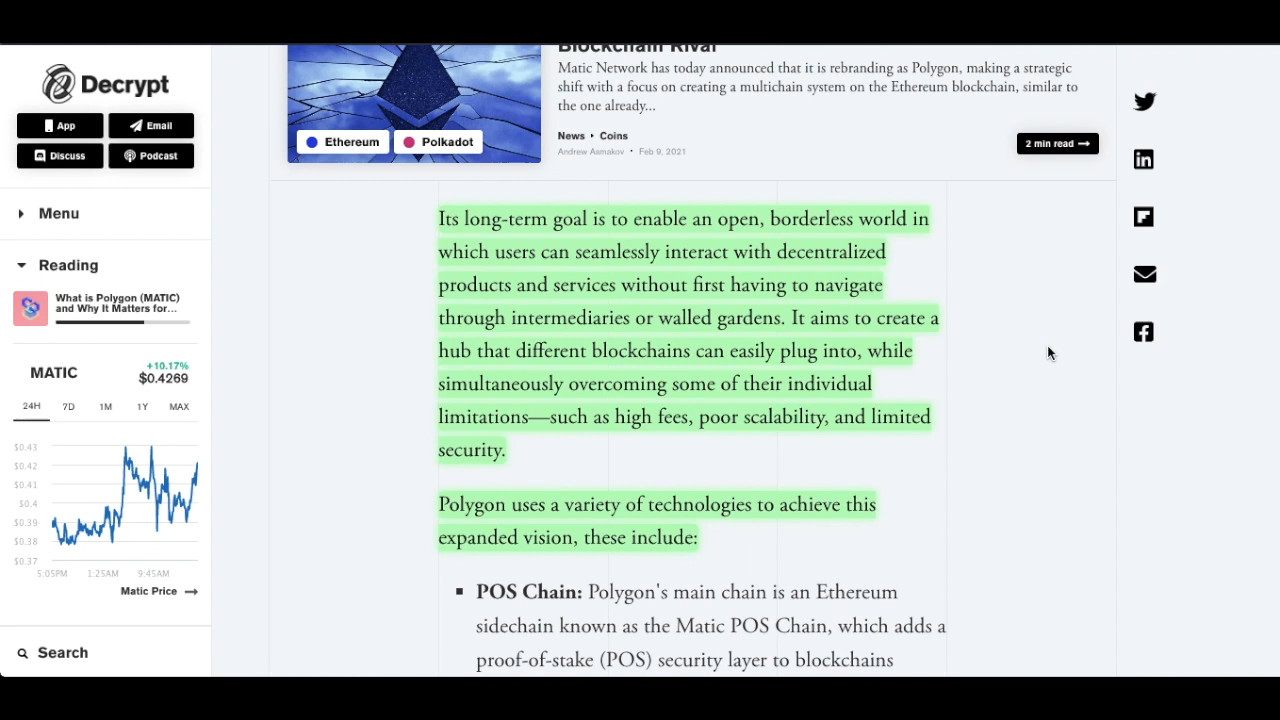 Decrypt
App
Email
Discuss
Podcast
Menu
Reading
What is Polygon (MATIC)
and Why It Matters for...
MATIC
+10.17%
$0.4269
24H 7D 1M 1Y MAX
$0.43
$0.42
$0.41
$0.4
$0.39
$0.38
$0.37
5:05PM 1:25AM 9:45AM
Matic Price
Search
Blockchain Rival
Matic Network has today announced that it is rebranding as Polygon, making a strategic
shift with a focus on creating a multichain system on the Ethereum blockchain, similar to
the one already...
Ethereum
Polkadot
News ‣ Coins
Andrew Asmakov • Feb 9, 2021
2 min read
Its long-term goal is to enable an open, borderless world in
which users can seamlessly interact with decentralized
products and services without first having to navigate
through intermediaries or walled gardens. It aims to create a
hub that different blockchains can easily plug into, while
simultaneously overcoming some of their individual
limitations—such as high fees, poor scalability, and limited
security.
Polygon uses a variety of technologies to achieve this
expanded vision, these include:
▪ POS Chain: Polygon's main chain is an Ethereum
sidechain known as the Matic POS Chain, which adds a
proof-of-stake (POS) security layer to blockchains